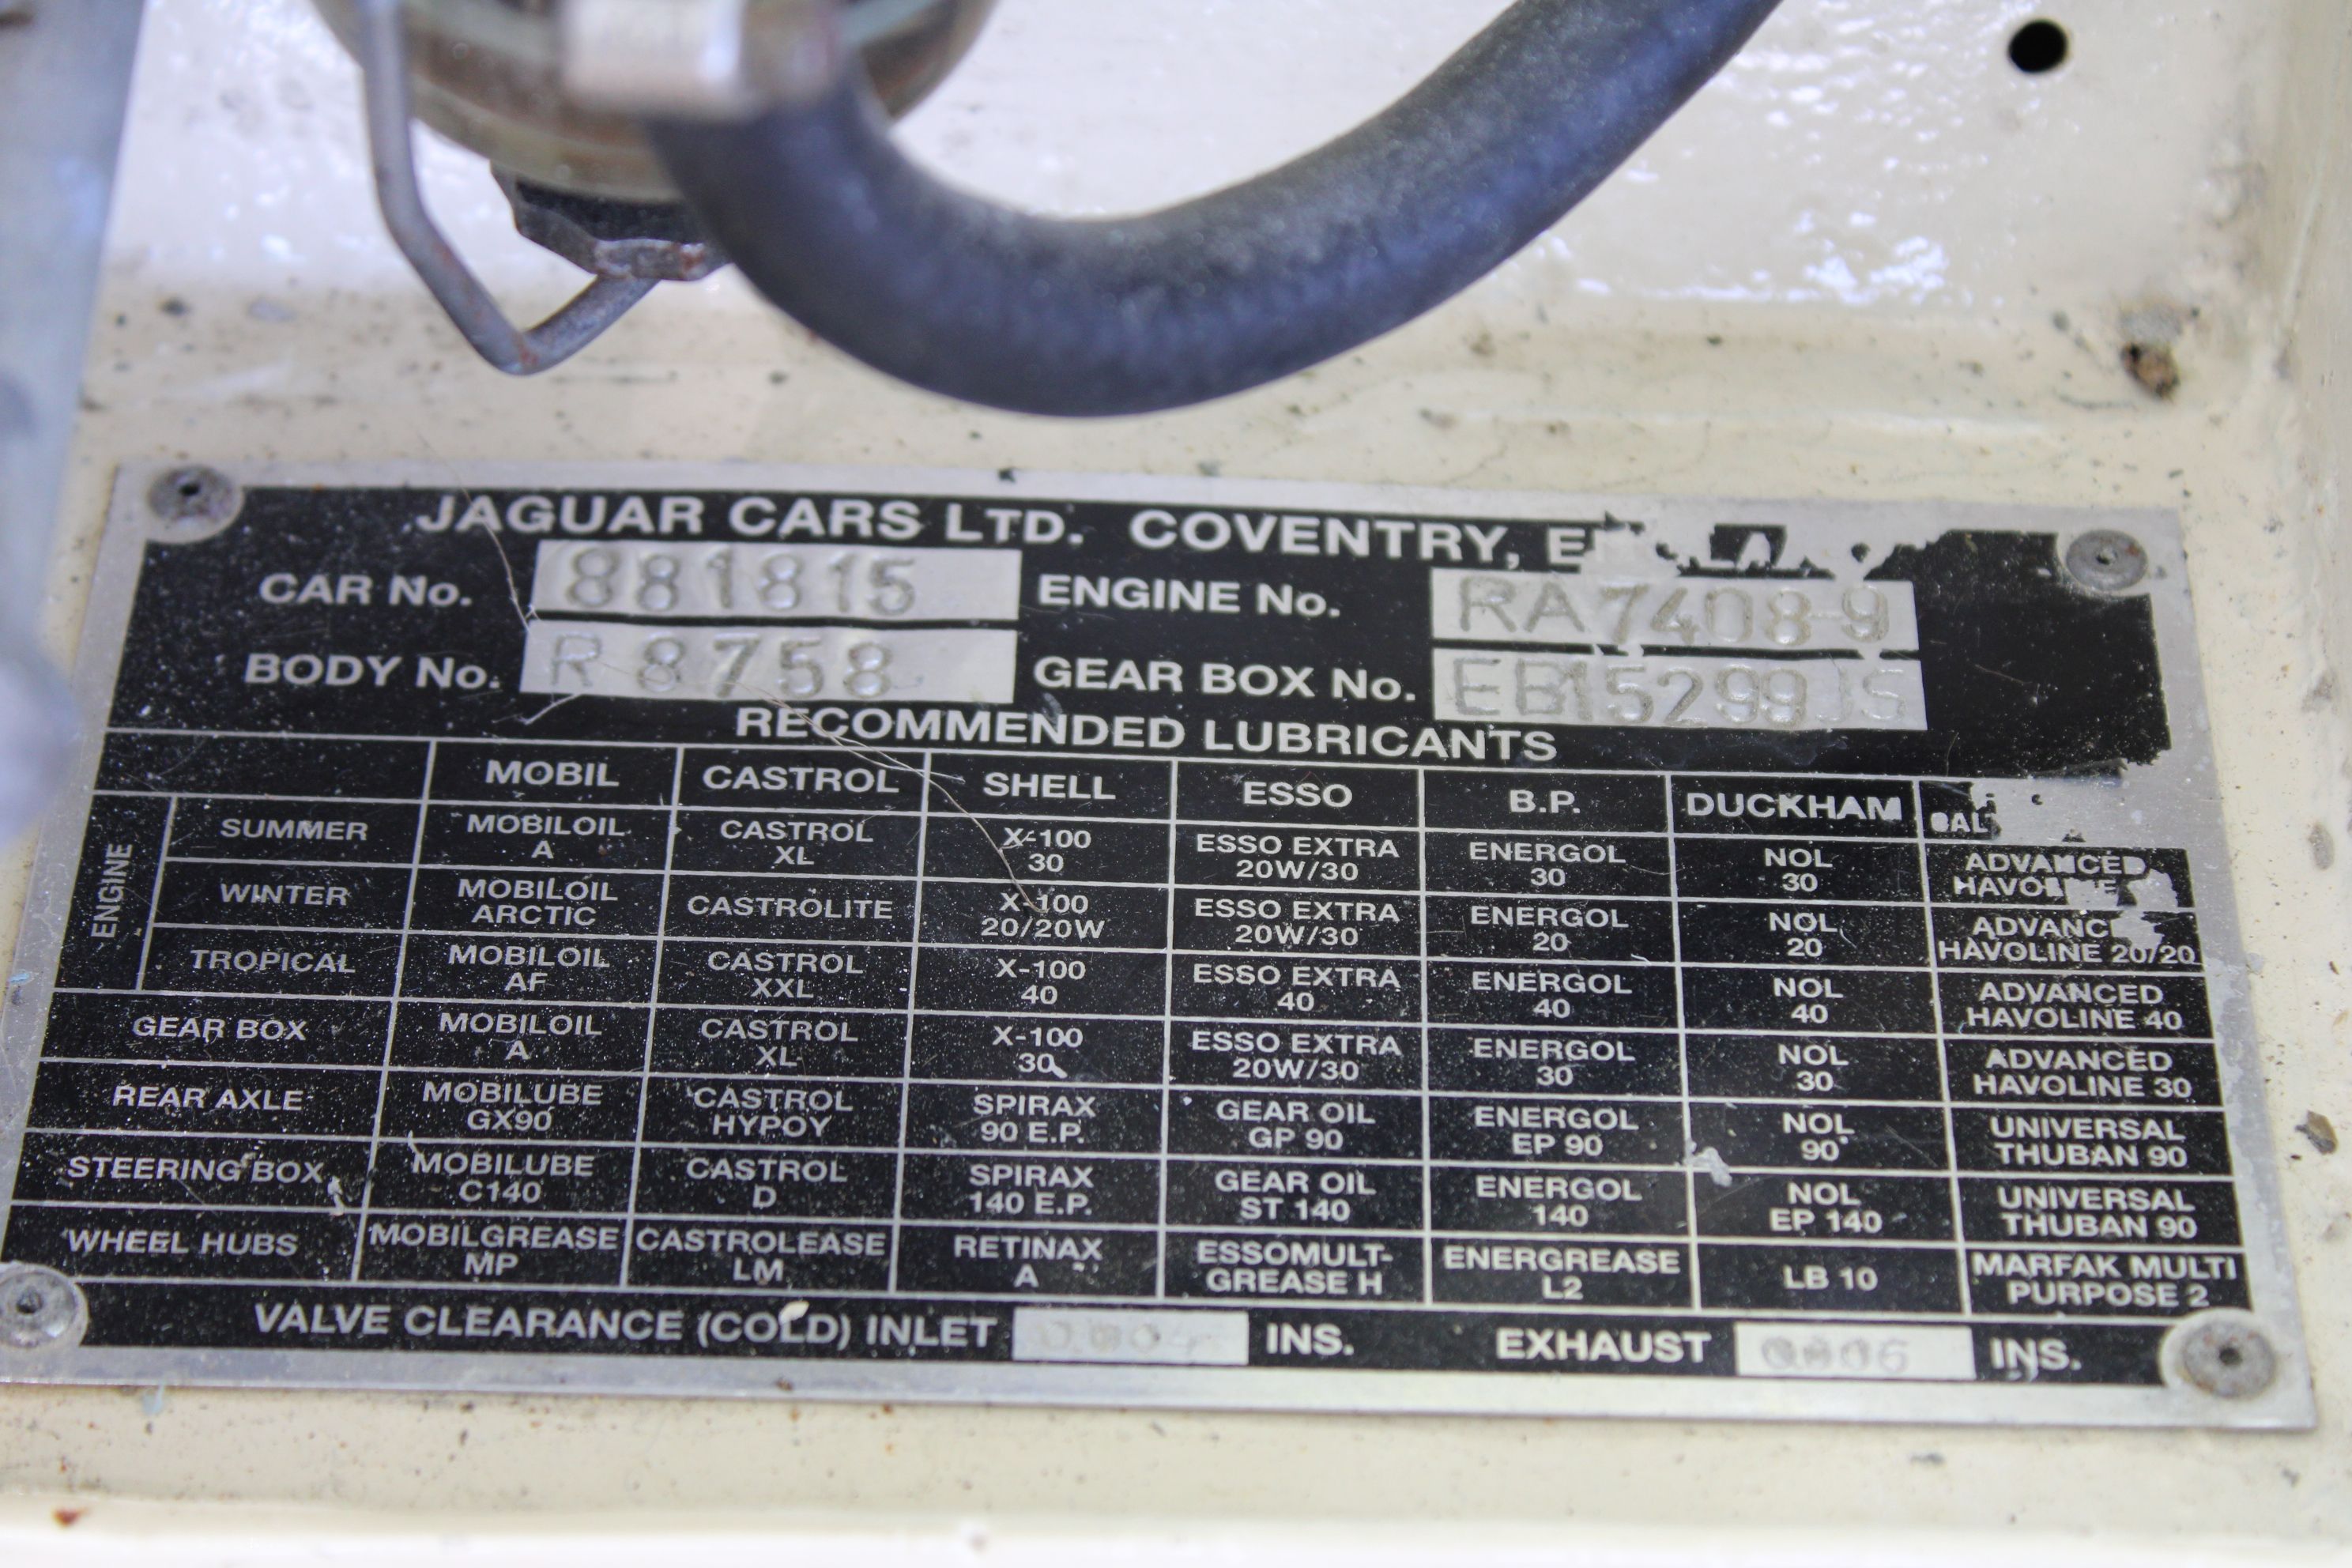 JAGUAR CARS LTD. COVENTRY,
CAR No. 881815 ENGINE No. RA7408-9
BODY No. R8758 GEAR BOX No. EB15299JS
RECOMMENDED LUBRICANTS
MOBIL CASTROL SHELL ESSO B.P. DUCKHAM
ENGINE
SUMMER MOBILOIL A CASTROL XL X-100 30 ESSO EXTRA 20W/30 ENERGOL 30 NOL 30 ADVANCED
WINTER MOBILOIL ARCTIC CASTROLITE X-100 20/20W ESSO EXTRA 20W/30 ENERGOL 20 NOL 20 HAVOLINE 20/20
TROPICAL MOBILOIL AF CASTROL XXL X-100 40 ESSO EXTRA 40 ENERGOL 40 NOL 40 ADVANCED HAVOLINE 40
GEAR BOX MOBILOIL A CASTROL XL X-100 30 ESSO EXTRA 20W/30 ENERGOL 30 NOL 30 ADVANCED HAVOLINE 30
REAR AXLE MOBILUBE GX90 CASTROL HYPOY SPIRAX 90 E.P. GEAR OIL GP 90 ENERGOL EP 90 NOL 90 UNIVERSAL THUBAN 90
STEERING BOX MOBILUBE C140 CASTROL D SPIRAX 140 E.P. GEAR OIL ST 140 ENERGOL 140 NOL EP 140 UNIVERSAL THUBAN 90
WHEEL HUBS MOBILGREASE MP CASTROLEASE LM RETINAX A ESSOMULT-GREASE H ENERGREASE L2 LB 10 MARFAK MULTI PURPOSE 2
VALVE CLEARANCE (COLD) INLET INS. EXHAUST INS.